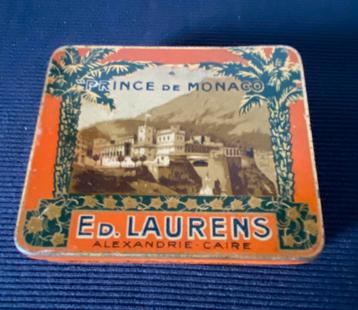 PRINCE DE MONACO
ED. LAURENS
ALEXANDRIE-CAIRE